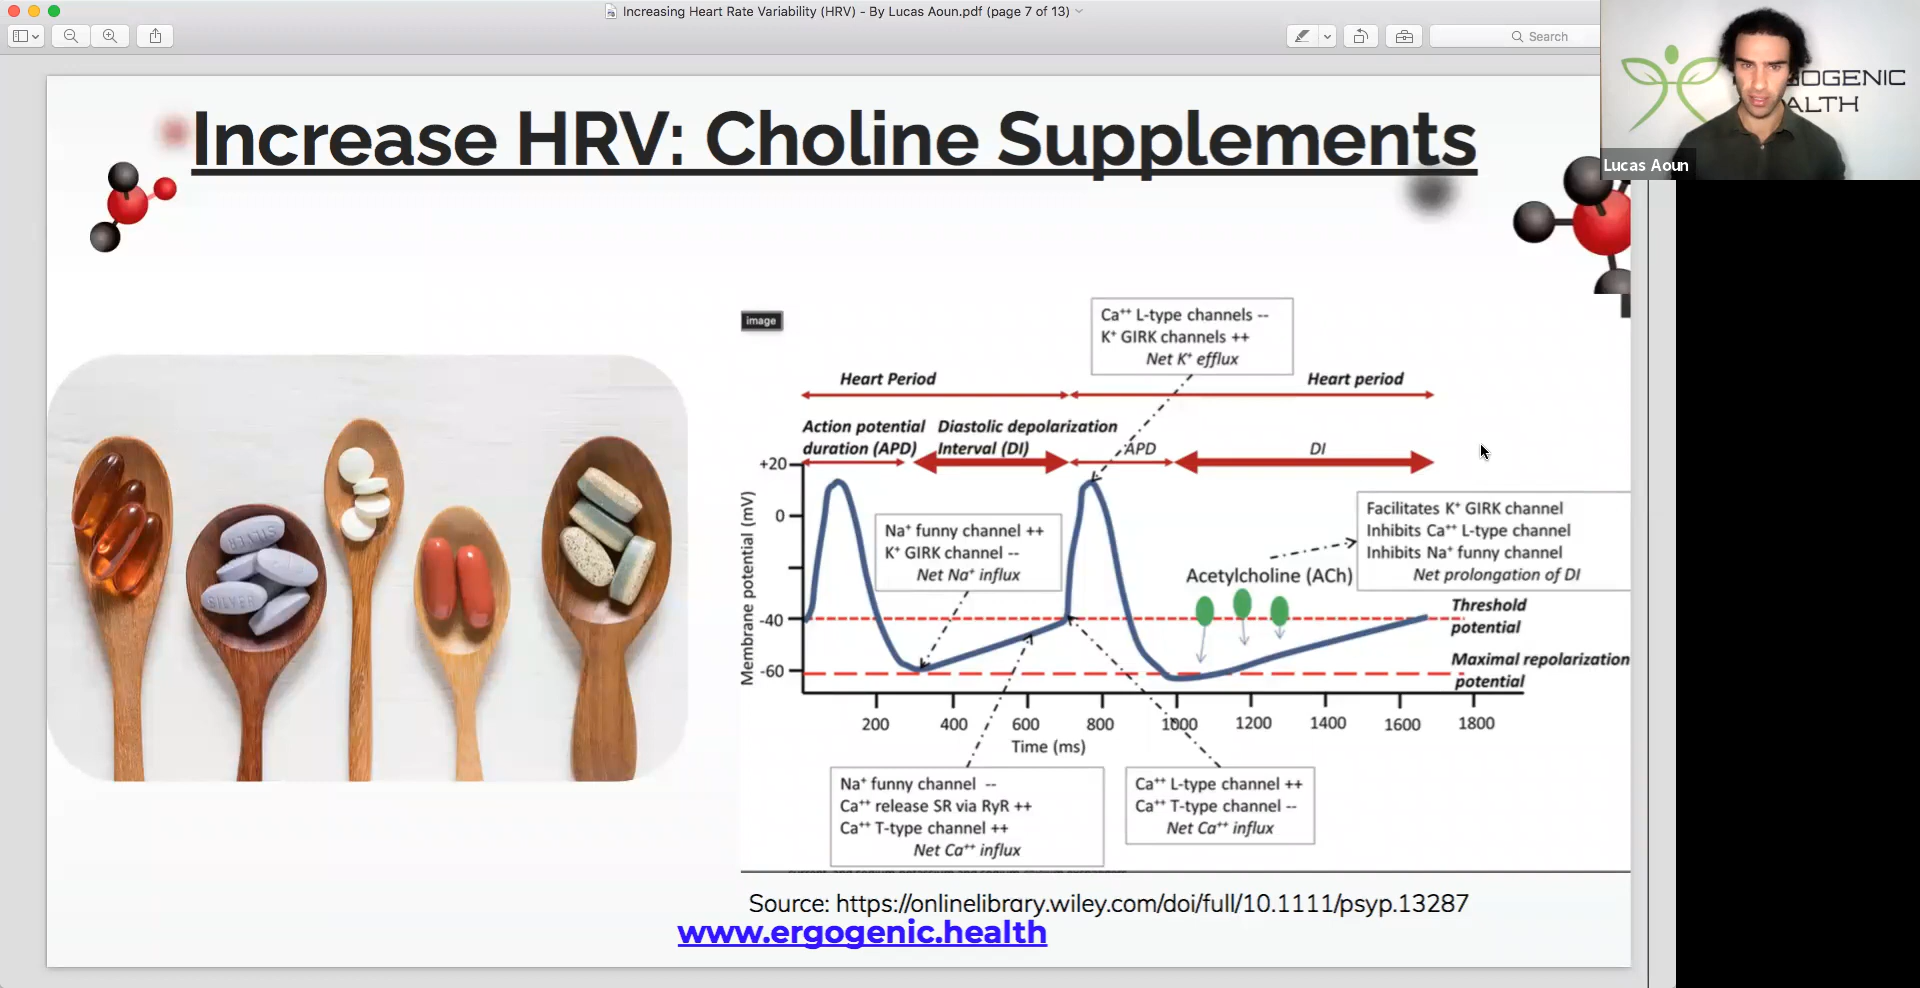 Increasing Heart Rate Variability (HRV) - By Lucas Aoun.pdf (page 7 of 13)
Search
OGENIC
ALTH
Lucas Aoun
Increase HRV: Choline Supplements
image
Ca⁺⁺ L-type channels --
K⁺ GIRK channels ++
Net K⁺ efflux
Heart Period
Heart period
Action potential
duration (APD)
Diastolic depolarization
Interval (DI)
APD
DI
+20
0
-40
-60
Membrane potential (mV)
Na⁺ funny channel ++
K⁺ GIRK channel --
Net Na⁺ influx
Facilitates K⁺ GIRK channel
Inhibits Ca⁺⁺ L-type channel
Inhibits Na⁺ funny channel
Net prolongation of DI
Acetylcholine (ACh)
Threshold
potential
Maximal repolarization
potential
200 400 600 800 1000 1200 1400 1600 1800
Time (ms)
Na⁺ funny channel --
Ca⁺⁺ release SR via RyR ++
Ca⁺⁺ T-type channel ++
Net Ca⁺⁺ influx
Ca⁺⁺ L-type channel ++
Ca⁺⁺ T-type channel --
Net Ca⁺⁺ influx
SILVER
SILVER
Source: https://onlinelibrary.wiley.com/doi/full/10.1111/psyp.13287
www.ergogenic.health